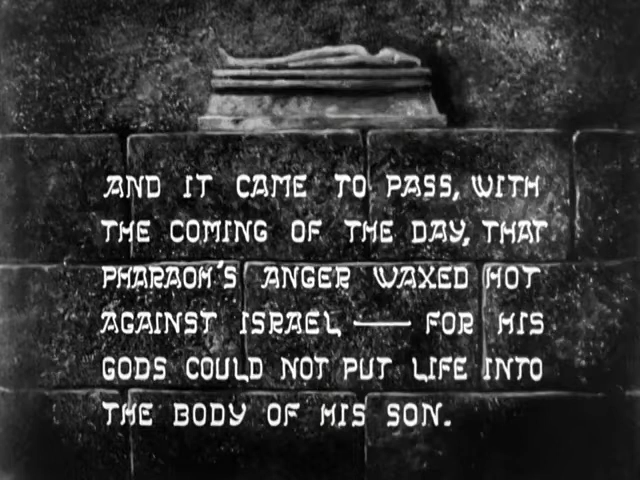 AND IT CAME TO PASS, WITH
THE COMING OF THE DAY, THAT
PHARAOH'S ANGER WAXED HOT
AGAINST ISRAEL — FOR HIS
GODS COULD NOT PUT LIFE INTO
THE BODY OF HIS SON.